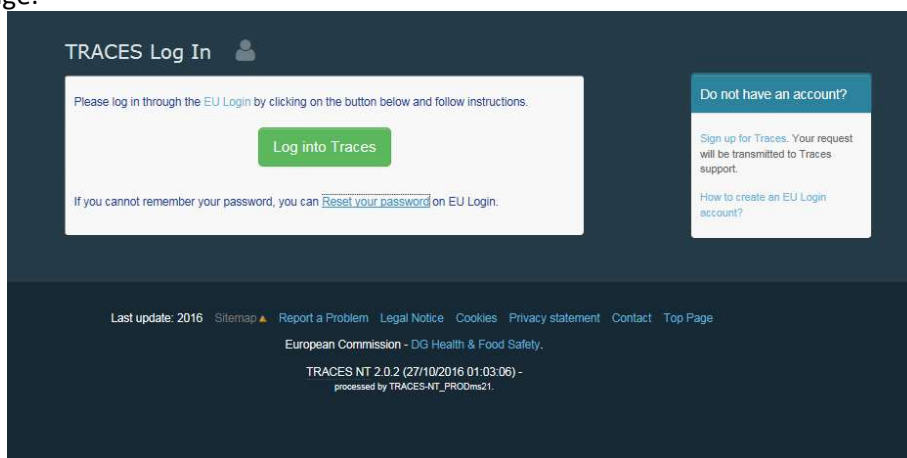 TRACES Log In
Please log in through the EU Login by clicking on the button below and follow instructions.
Log into Traces
If you cannot remember your password, you can Reset your password on EU Login.
Do not have an account?
Sign up for Traces. Your request
will be transmitted to Traces
support.
How to create an EU Login
account?
Last update: 2016 Sitemap Report a Problem Legal Notice Cookies Privacy statement Contact Top Page
European Commission - DG Health & Food Safety.
TRACES NT 2.0.2 (27/10/2016 01:03:06) -
processed by TRACES-NT_PRODms21.